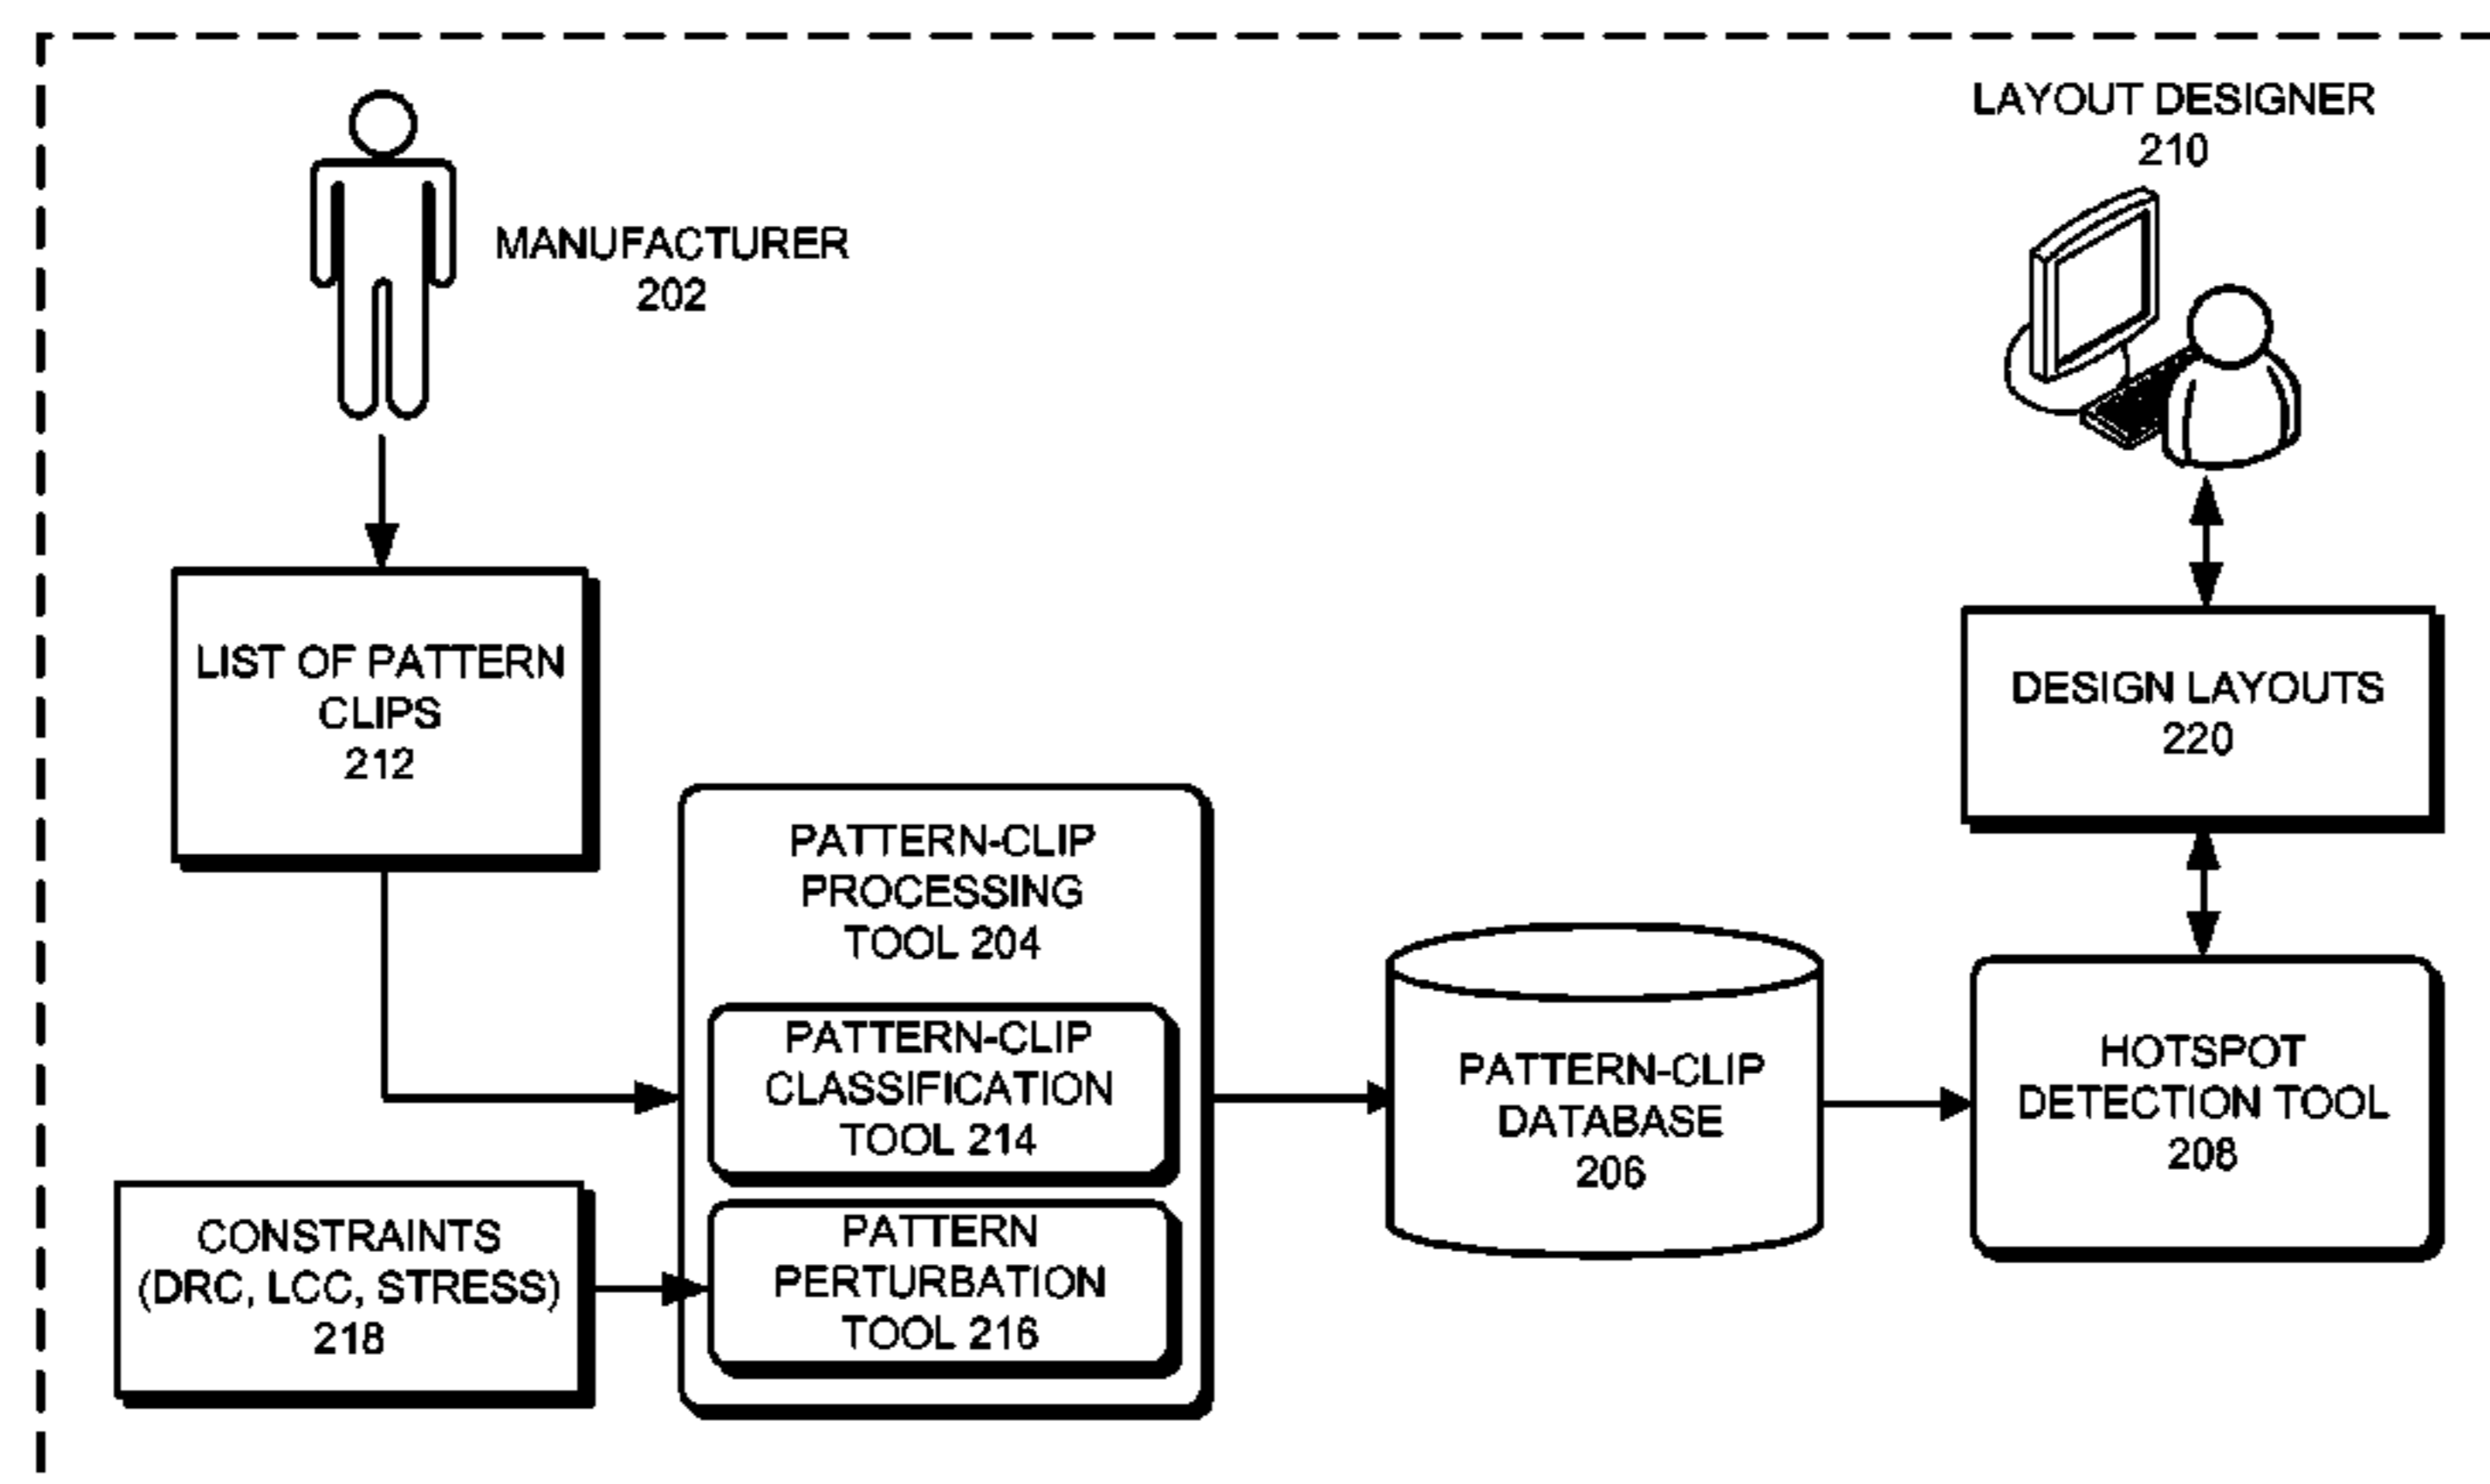 MANUFACTURER
202
LAYOUT DESIGNER
210
LIST OF PATTERN
CLIPS
212
DESIGN LAYOUTS
220
PATTERN-CLIP
PROCESSING
TOOL 204
PATTERN-CLIP
CLASSIFICATION
TOOL 214
PATTERN
PERTURBATION
TOOL 216
CONSTRAINTS
(DRC, LCC, STRESS)
218
PATTERN-CLIP
DATABASE
206
HOTSPOT
DETECTION TOOL
208